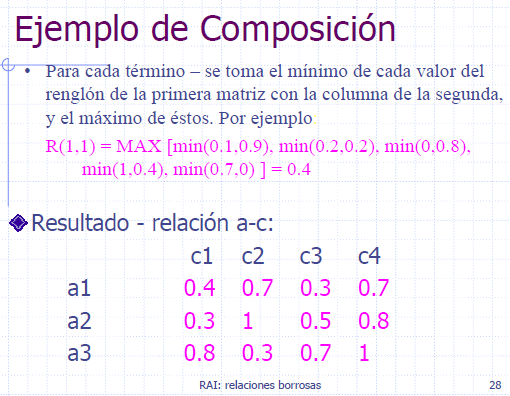 Ejemplo de Composición
• Para cada término – se toma el mínimo de cada valor del
renglón de la primera matriz con la columna de la segunda,
y el máximo de éstos. Por ejemplo
R(1,1) = MAX [min(0.1,0.9), min(0.2,0.2), min(0,0.8),
min(1,0.4), min(0.7,0) ] = 0.4
Resultado - relación a-c:
c1 c2 c3 c4
a1 0.4 0.7 0.3 0.7
a2 0.3 1 0.5 0.8
a3 0.8 0.3 0.7 1
RAI: relaciones borrosas 28